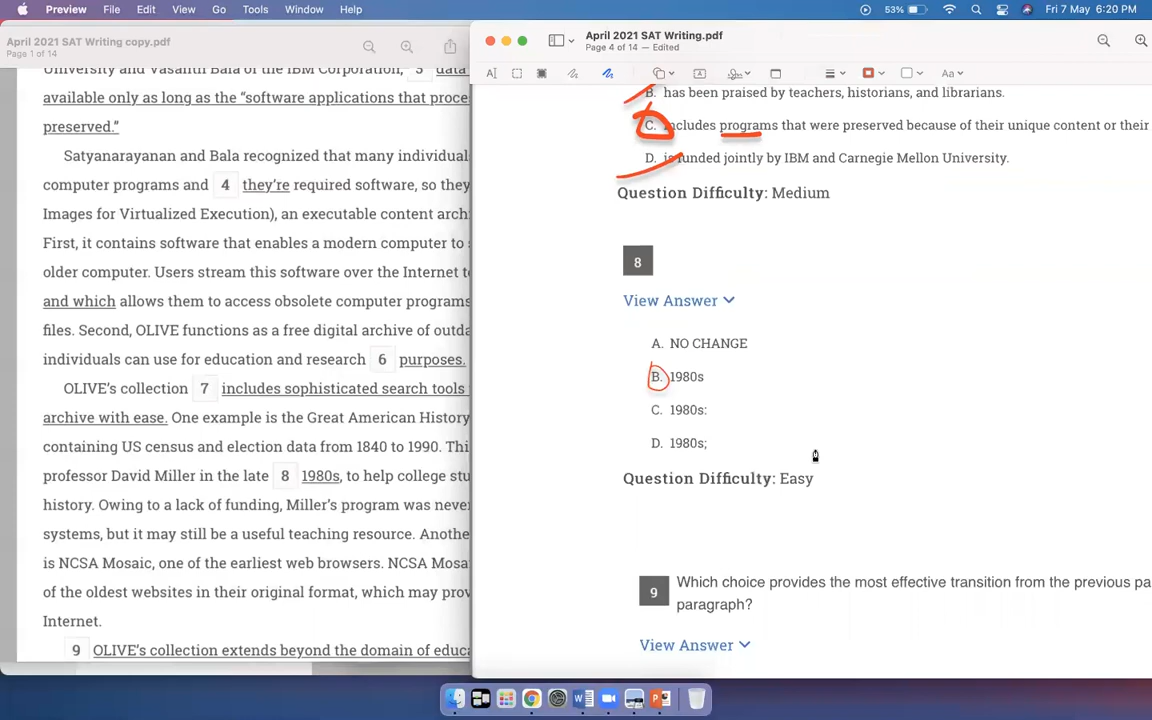 Preview File Edit View Go Tools Window Help 53% Fri 7 May 6:20 PM
April 2021 SAT Writing copy.pdf
Page 1 of 14
University and Vasanth Bala of the IBM Corporation, 3 data
available only as long as the “software applications that proce
preserved.”
Satyanarayanan and Bala recognized that many individual
computer programs and 4 they’re required software, so they
Images for Virtualized Execution), an executable content arch
First, it contains software that enables a modern computer to s
older computer. Users stream this software over the Internet t
and which allows them to access obsolete computer programs
files. Second, OLIVE functions as a free digital archive of outda
individuals can use for education and research 6 purposes.
OLIVE’s collection 7 includes sophisticated search tools
archive with ease. One example is the Great American History
containing US census and election data from 1840 to 1990. Thi
professor David Miller in the late 8 1980s, to help college stu
history. Owing to a lack of funding, Miller’s program was never
systems, but it may still be a useful teaching resource. Anothe
is NCSA Mosaic, one of the earliest web browsers. NCSA Mosa
of the oldest websites in their original format, which may prov
Internet.
9 OLIVE’s collection extends beyond the domain of educa
April 2021 SAT Writing.pdf
Page 4 of 14 — Edited
B. has been praised by teachers, historians, and librarians.
C. includes programs that were preserved because of their unique content or their
D. is funded jointly by IBM and Carnegie Mellon University.
Question Difficulty: Medium
8
View Answer
A. NO CHANGE
B. 1980s
C. 1980s:
D. 1980s;
Question Difficulty: Easy
9 Which choice provides the most effective transition from the previous pa
paragraph?
View Answer